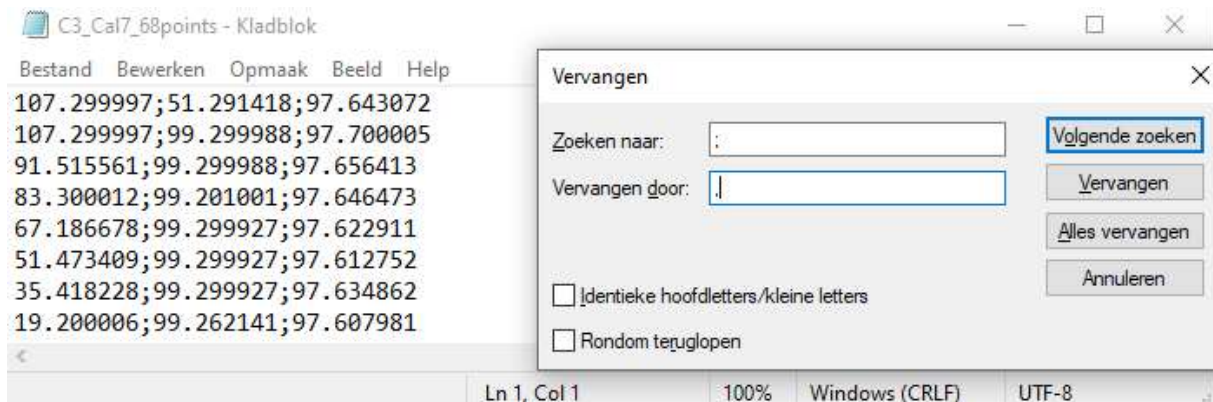 C3_Cal7_68points - Kladblok
Bestand Bewerken Opmaak Beeld Help
107.299997;51.291418;97.643072
107.299997;99.299988;97.700005
91.515561;99.299988;97.656413
83.300012;99.201001;97.646473
67.186678;99.299927;97.622911
51.473409;99.299927;97.612752
35.418228;99.299927;97.634862
19.200006;99.262141;97.607981
Vervangen
Zoeken naar: ;
Vervangen door: .
Volgende zoeken
Vervangen
Alles vervangen
Annuleren
Identieke hoofdletters/kleine letters
Rondom teruglopen
Ln 1, Col 1 100% Windows (CRLF) UTF-8